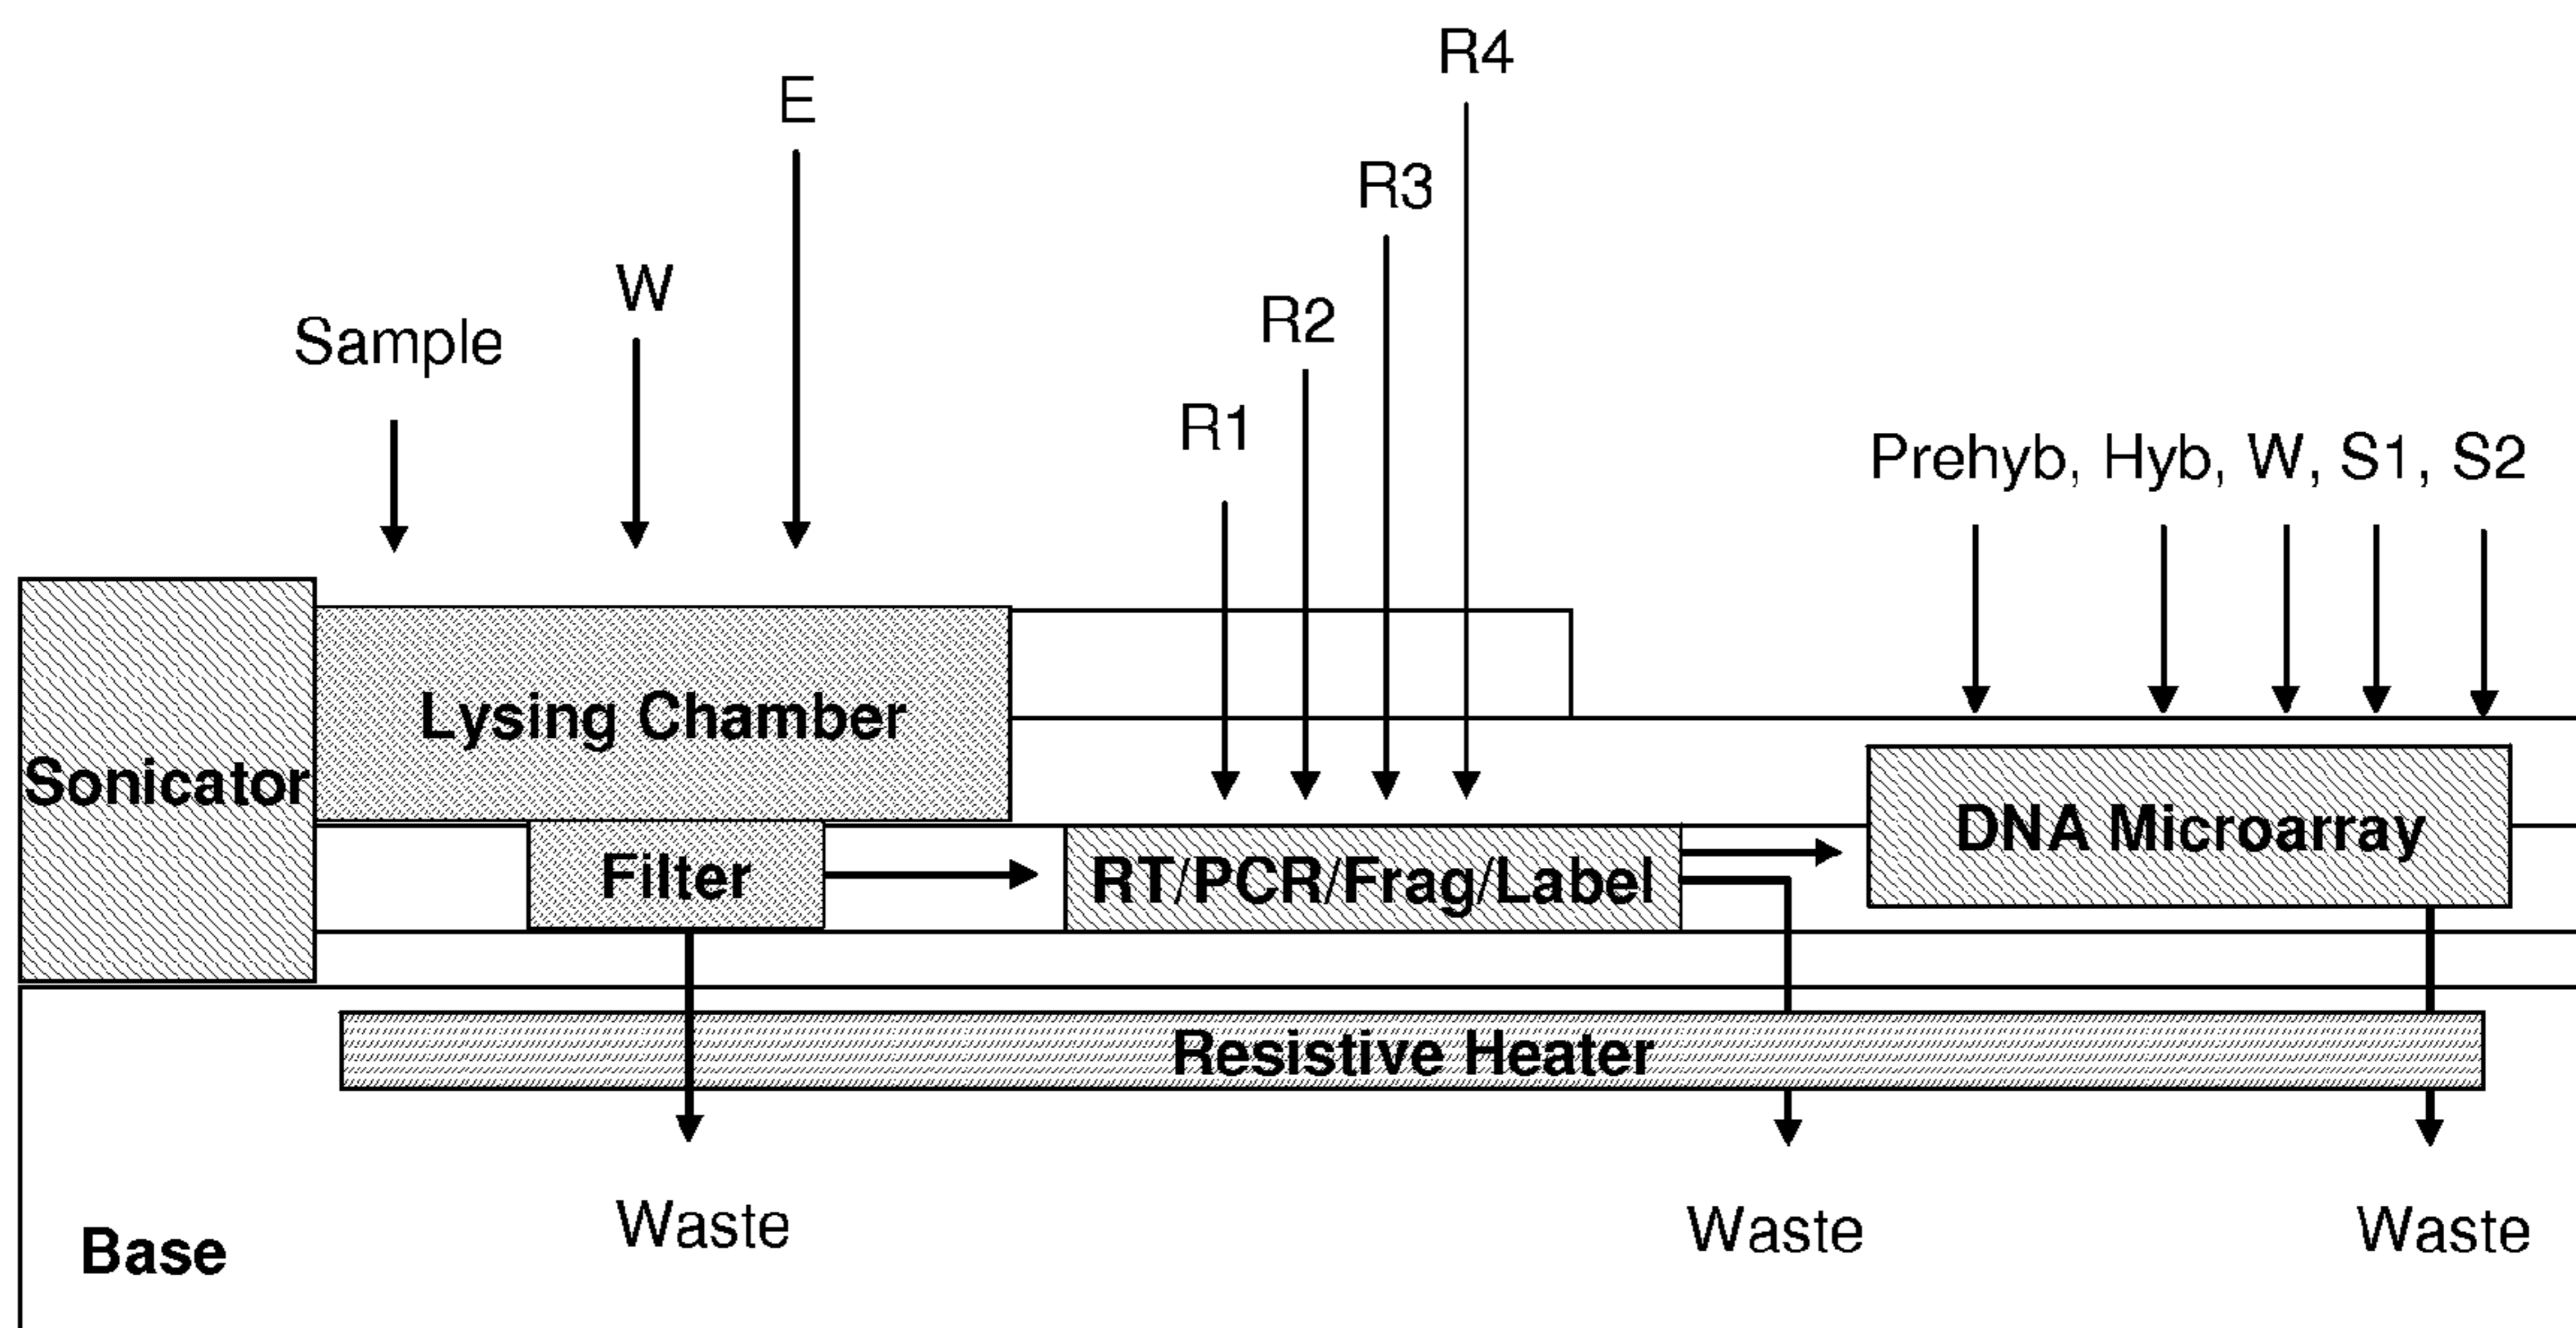 R4
E
R3
W
R2
Sample
R1
Prehyb, Hyb, W, S1, S2
Lysing Chamber
Sonicator
DNA Microarray
Filter
RT/PCR/Frag/Label
Resistive Heater
Waste
Waste
Waste
Base